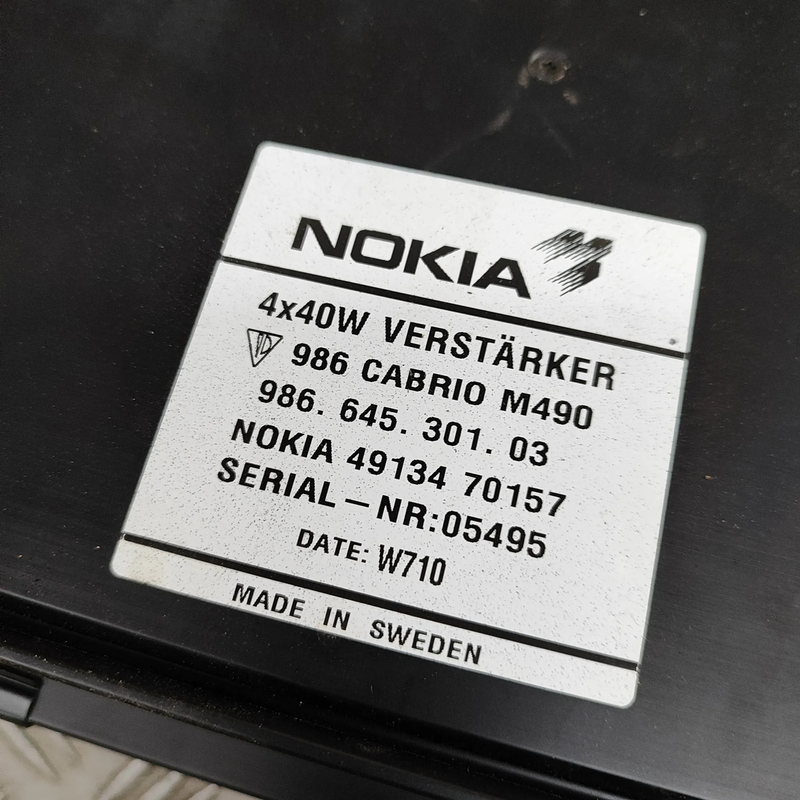 NOKIA
4x40W VERSTÄRKER
986 CABRIO M490
986. 645. 301. 03
NOKIA 49134 70157
SERIAL-NR:05495
DATE: W710
MADE IN SWEDEN